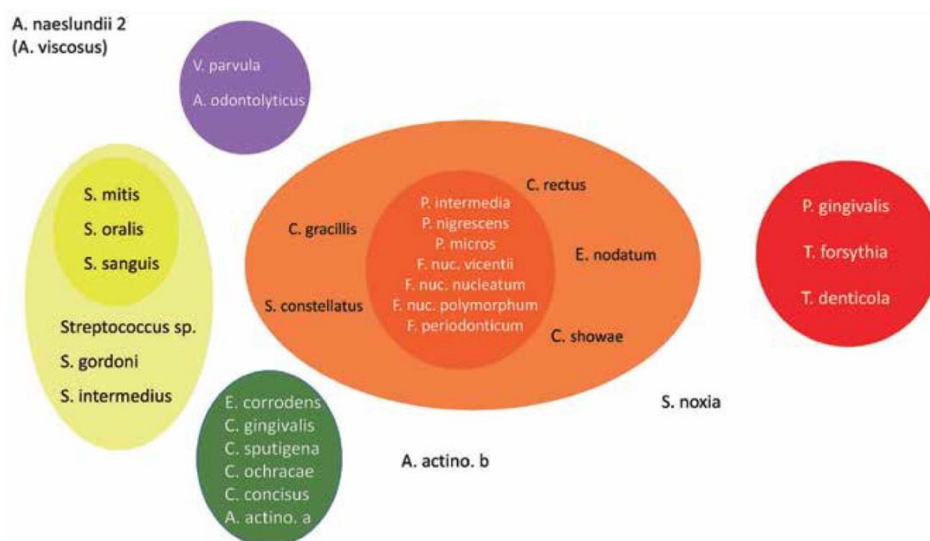 A. naeslundii 2
(A. viscosus)
V. parvula
A. odontolyticus
S. mitis
S. oralis
S. sanguis
Streptococcus sp.
S. gordoni
S. intermedius
E. corrodens
C. gingivalis
C. sputigena
C. ochracae
C. concisus
A. actino. a
C. gracillis
S. constellatus
P. intermedia
P. nigrescens
P. micros
F. nuc. vicentii
F. nuc. nucleatum
F. nuc. polymorphum
F. periodonticum
C. rectus
E. nodatum
C. showae
A. actino. b
S. noxia
P. gingivalis
T. forsythia
T. denticola